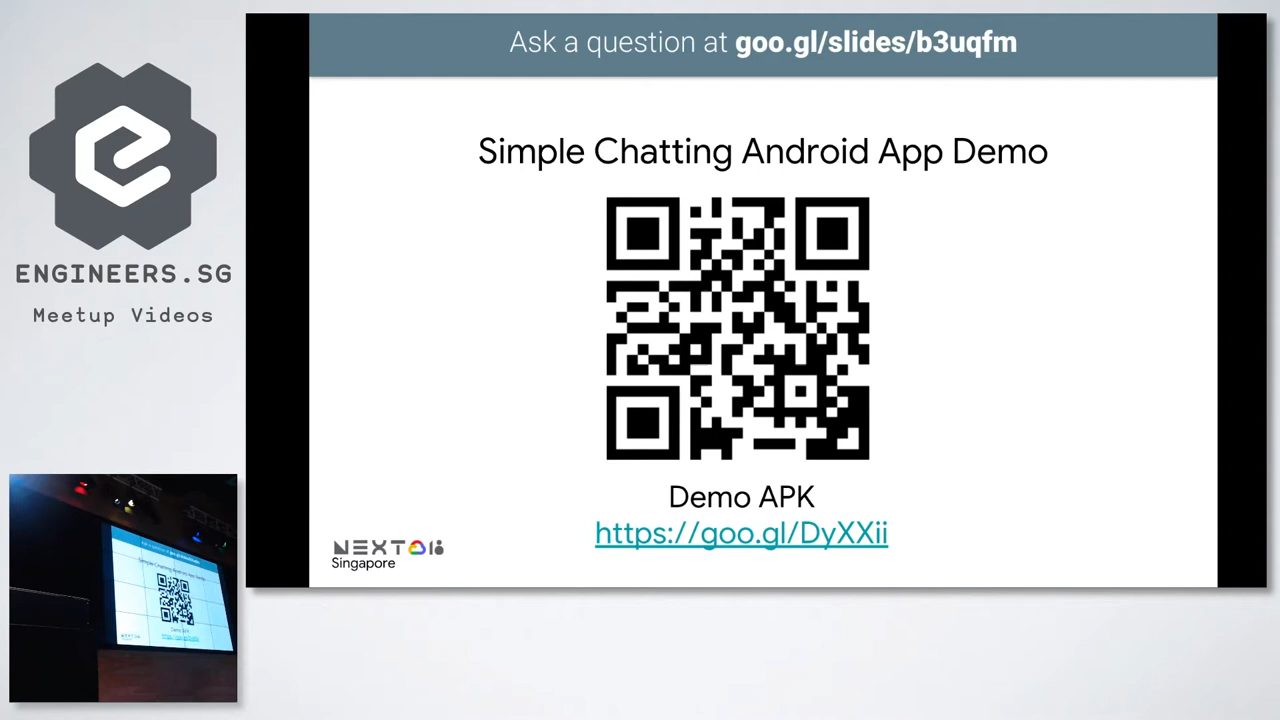 Ask a question at goo.gl/slides/b3uqfm
ENGINEERS.SG
Meetup Videos
Simple Chatting Android App Demo
Demo APK
https://goo.gl/DyXXii
NEXT 18
Singapore